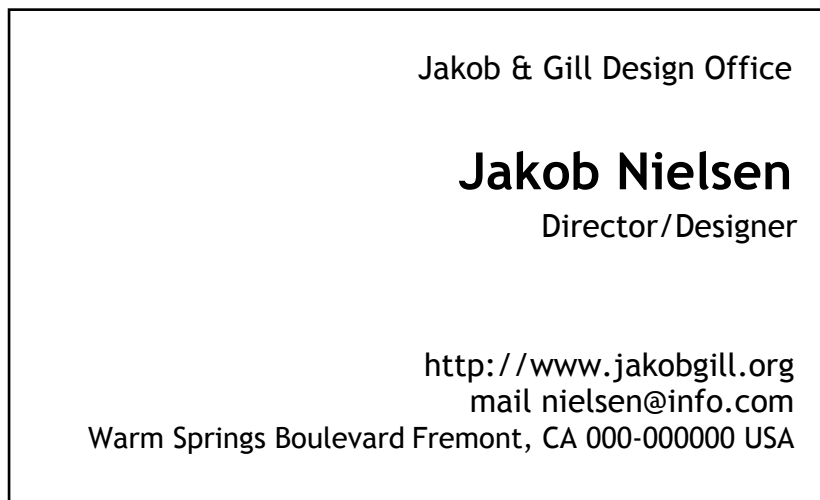 Jakob & Gill Design Office
Jakob Nielsen
Director/Designer
http://www.jakobgill.org
mail nielsen@info.com
Warm Springs Boulevard Fremont, CA 000-000000 USA